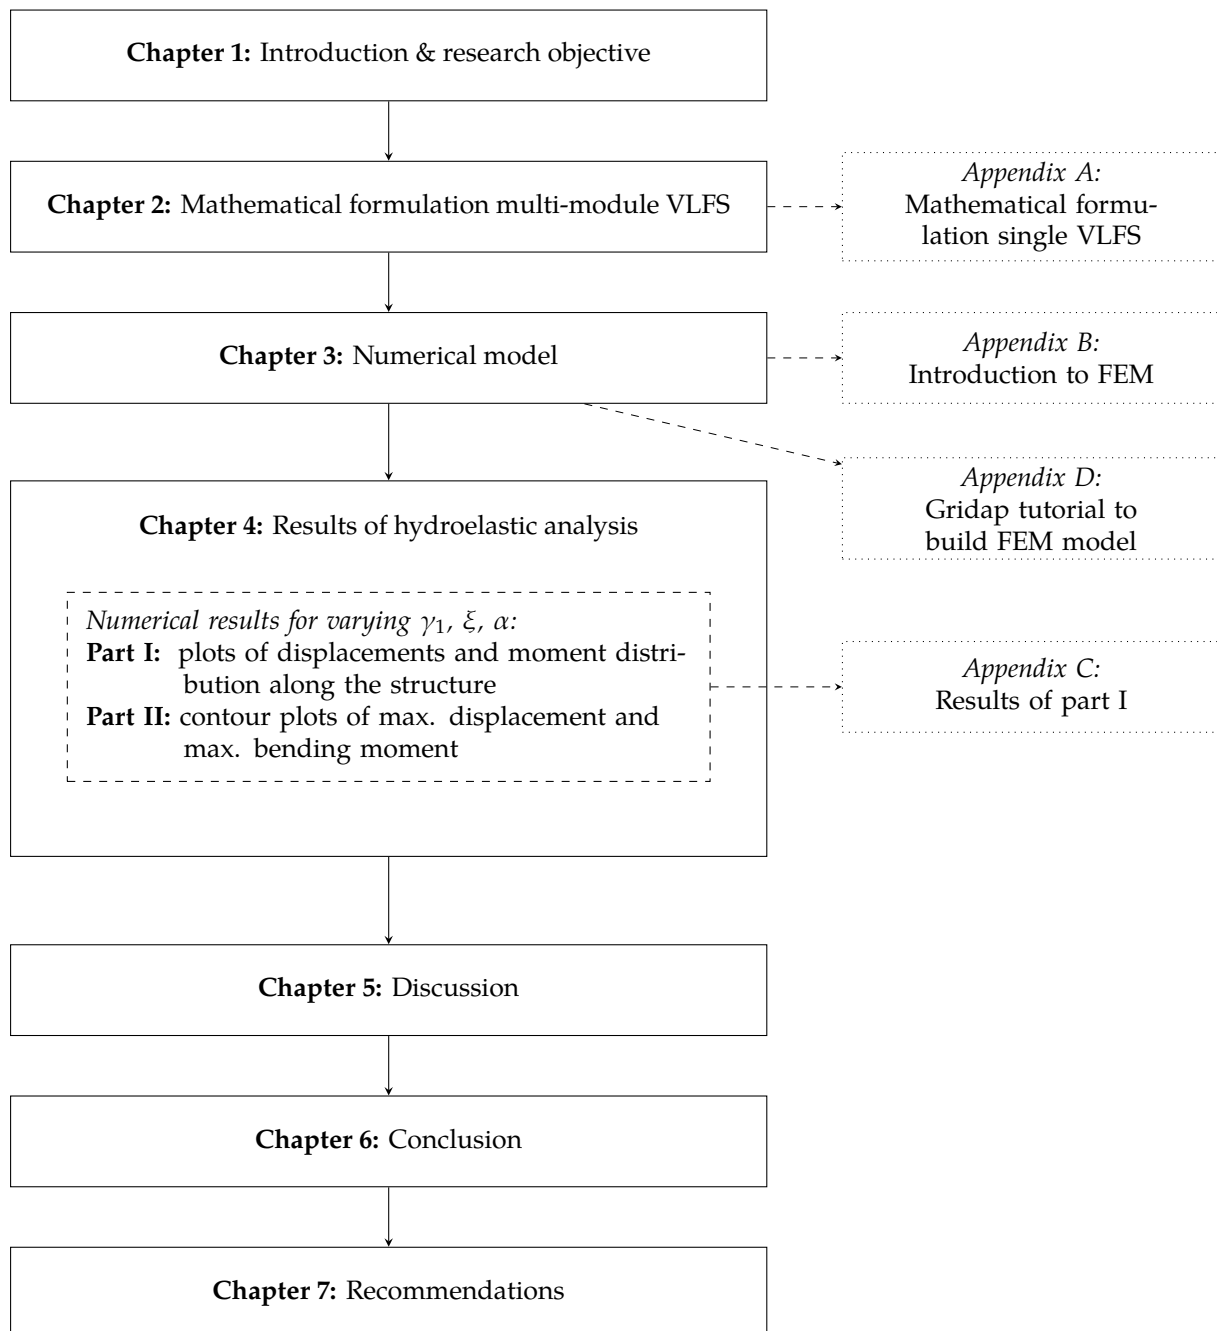 Chapter 1: Introduction & research objective
Chapter 2: Mathematical formulation multi-module VLFS
Appendix A:
Mathematical formu-
lation single VLFS
Chapter 3: Numerical model
Appendix B:
Introduction to FEM
Appendix D:
Gridap tutorial to
build FEM model
Chapter 4: Results of hydroelastic analysis
Numerical results for varying γ₁, ξ, α:
Part I: plots of displacements and moment distri-
bution along the structure
Part II: contour plots of max. displacement and
max. bending moment
Appendix C:
Results of part I
Chapter 5: Discussion
Chapter 6: Conclusion
Chapter 7: Recommendations